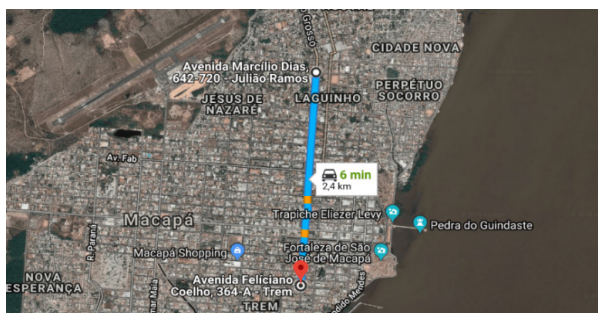 Grosso
CIDADE NOVA
Avenida Marcílio Dias,
642-720 - Julião Ramos
JESUS DE
NAZARÉ
LAGUINHO
PERPÉTUO
SOCORRO
Av. Fab
6 min
2,4 km
Macapá
Trapiche Eliezer Levy
Pedra do Guindaste
R. Paraná
Macapá Shopping
Fortaleza de São
José de Macapá
NOVA
ESPERANÇA
Avenida Feliciano
Coelho, 364-A - Trem
TREM
Mendes